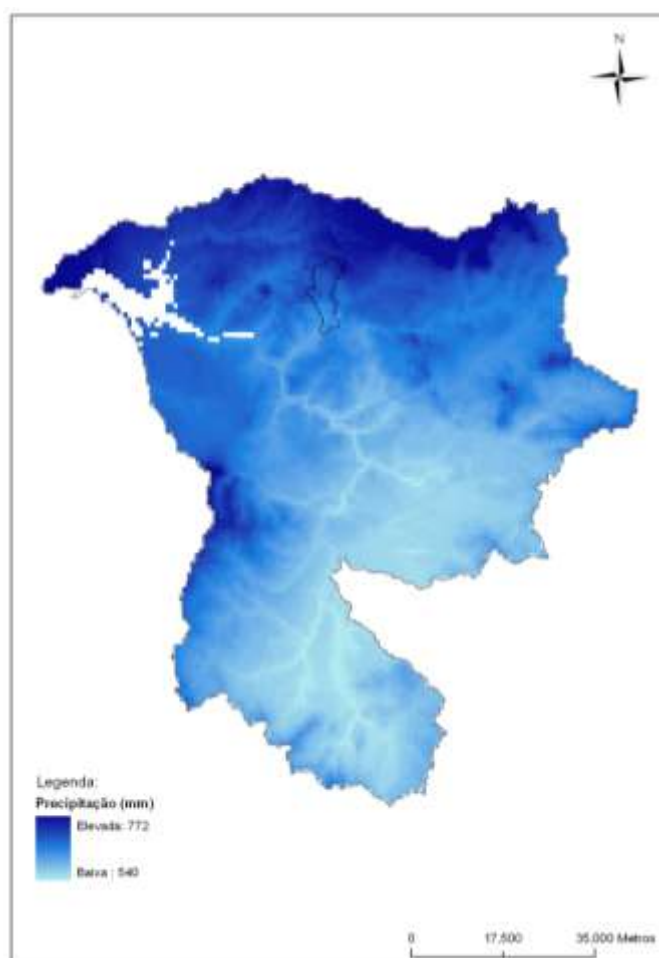 N
Legenda:
Precipitação (mm)
Elevada: 772
Baixa : 540
0 17.500 35.000 Metros